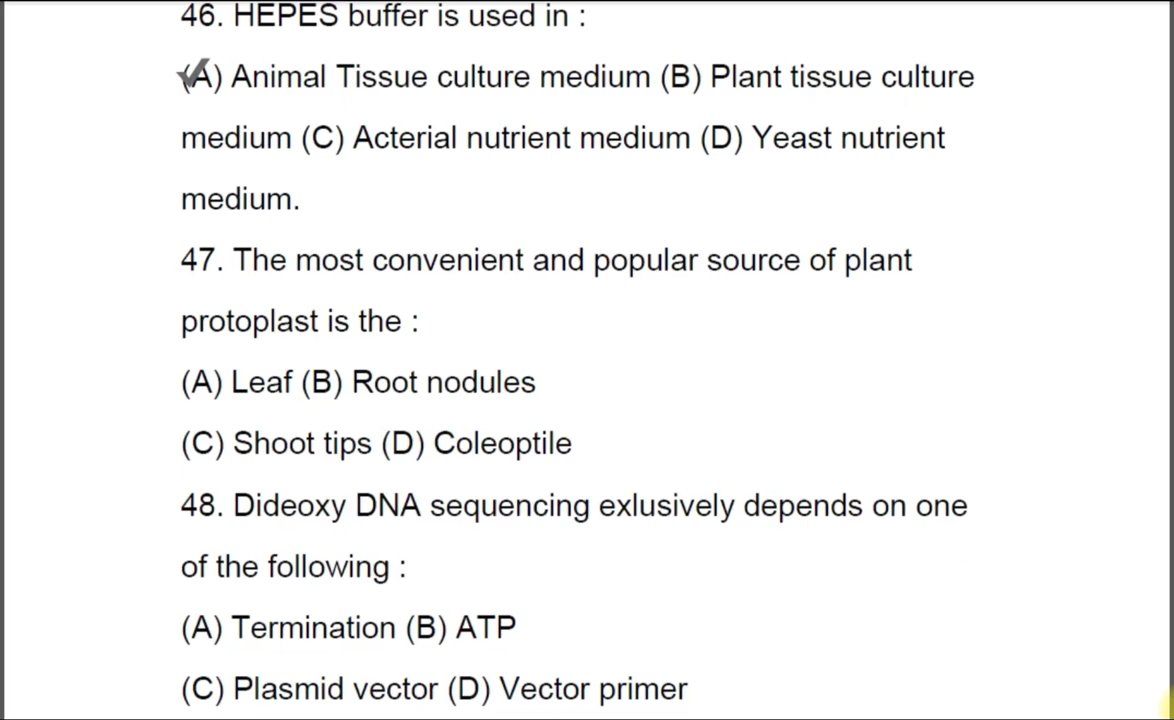 46. HEPES buffer is used in :
(A) Animal Tissue culture medium (B) Plant tissue culture
medium (C) Acterial nutrient medium (D) Yeast nutrient
medium.
47. The most convenient and popular source of plant
protoplast is the :
(A) Leaf (B) Root nodules
(C) Shoot tips (D) Coleoptile
48. Dideoxy DNA sequencing exlusively depends on one
of the following :
(A) Termination (B) ATP
(C) Plasmid vector (D) Vector primer